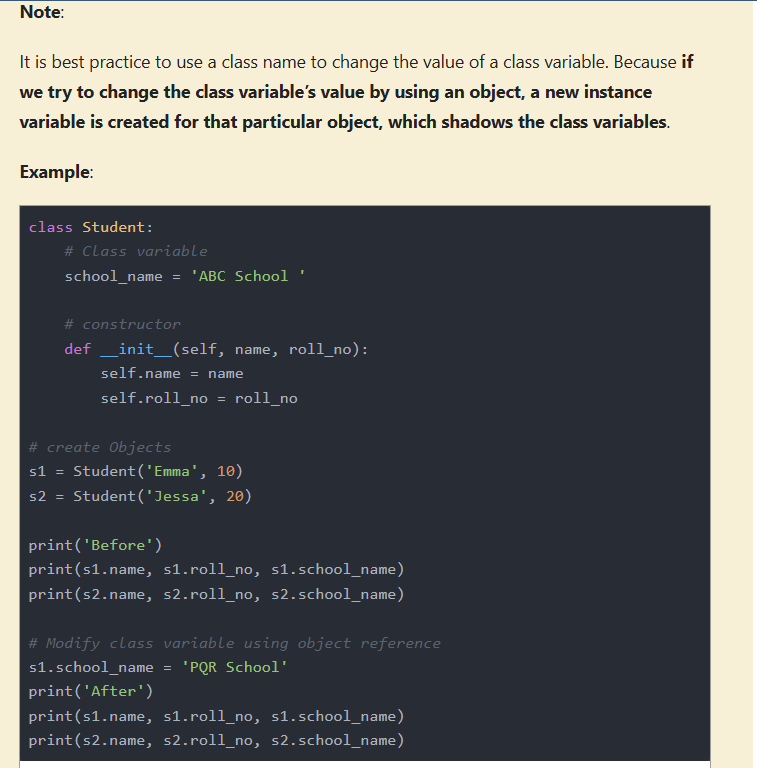 Note:
It is best practice to use a class name to change the value of a class variable. Because if
we try to change the class variable’s value by using an object, a new instance
variable is created for that particular object, which shadows the class variables.
Example:
class Student:
    # Class variable
    school_name = 'ABC School '
    # constructor
    def __init__(self, name, roll_no):
        self.name = name
        self.roll_no = roll_no
# create Objects
s1 = Student('Emma', 10)
s2 = Student('Jessa', 20)
print('Before')
print(s1.name, s1.roll_no, s1.school_name)
print(s2.name, s2.roll_no, s2.school_name)
# Modify class variable using object reference
s1.school_name = 'PQR School'
print('After')
print(s1.name, s1.roll_no, s1.school_name)
print(s2.name, s2.roll_no, s2.school_name)